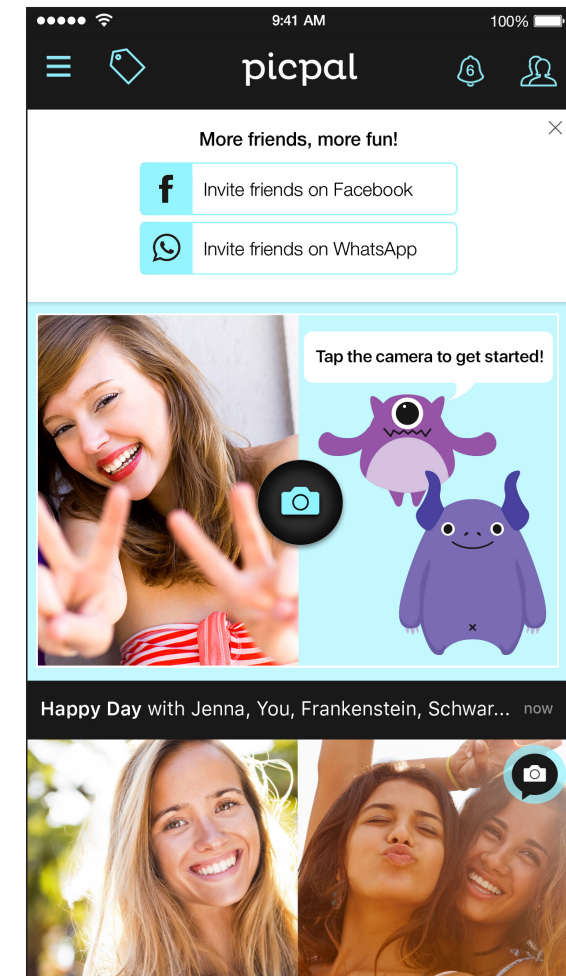 9:41 AM
100%
picpal
6
More friends, more fun!
Invite friends on Facebook
Invite friends on WhatsApp
Tap the camera to get started!
Happy Day with Jenna, You, Frankenstein, Schwar... now